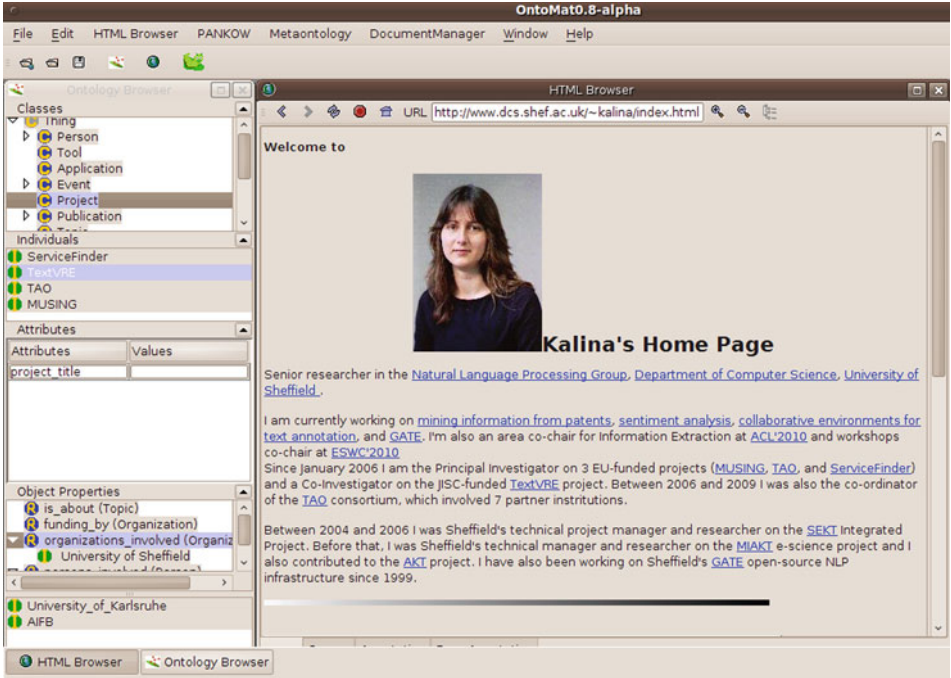 OntoMat0.8-alpha
File Edit HTML Browser PANKOW Metaontology DocumentManager Window Help
Ontology Browser
Classes
Thing
Person
Tool
Application
Event
Project
Publication
Individuals
ServiceFinder
TextVRE
TAO
MUSING
Attributes
Attributes Values
project_title
Object Properties
is_about (Topic)
funding_by (Organization)
organizations_involved (Organiz
University of Sheffield
University_of_Karlsruhe
AIFB
HTML Browser
URL http://www.dcs.shef.ac.uk/~kalina/index.html
Welcome to
Kalina's Home Page
Senior researcher in the Natural Language Processing Group, Department of Computer Science, University of
Sheffield .
I am currently working on mining information from patents, sentiment analysis, collaborative environments for
text annotation, and GATE. I'm also an area co-chair for Information Extraction at ACL'2010 and workshops
co-chair at ESWC'2010
Since January 2006 I am the Principal Investigator on 3 EU-funded projects (MUSING, TAO, and ServiceFinder)
and a Co-Investigator on the JISC-funded TextVRE project. Between 2006 and 2009 I was also the co-ordinator
of the TAO consortium, which involved 7 partner instritutions.
Between 2004 and 2006 I was Sheffield's technical project manager and researcher on the SEKT Integrated
Project. Before that, I was Sheffield's technical manager and researcher on the MIAKT e-science project and I
also contributed to the AKT project. I have also been working on Sheffield's GATE open-source NLP
infrastructure since 1999.
HTML Browser Ontology Browser